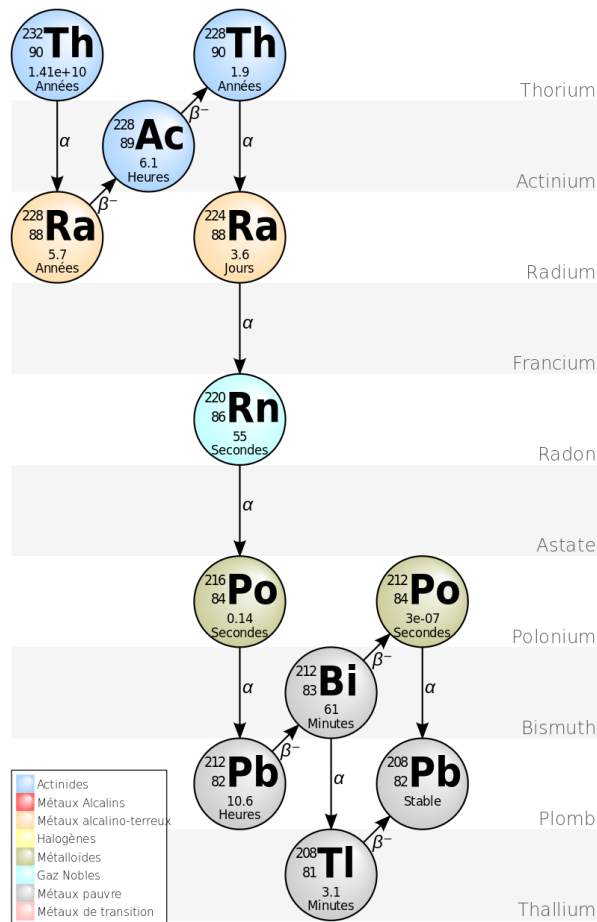 232 90 Th 1.41e+10 Années
228 90 Th 1.9 Années
Thorium
β−
α
228 89 Ac 6.1 Heures
α
Actinium
β−
228 88 Ra 5.7 Années
224 88 Ra 3.6 Jours
Radium
α
Francium
220 86 Rn 55 Secondes
Radon
α
Astate
216 84 Po 0.14 Secondes
212 84 Po 3e-07 Secondes
Polonium
β−
α
212 83 Bi 61 Minutes
α
Bismuth
β−
212 82 Pb 10.6 Heures
α
208 82 Pb Stable
Plomb
β−
208 81 Tl 3.1 Minutes
Thallium
Actinides
Métaux Alcalins
Métaux alcalino-terreux
Halogènes
Métalloïdes
Gaz Nobles
Métaux pauvre
Métaux de transition